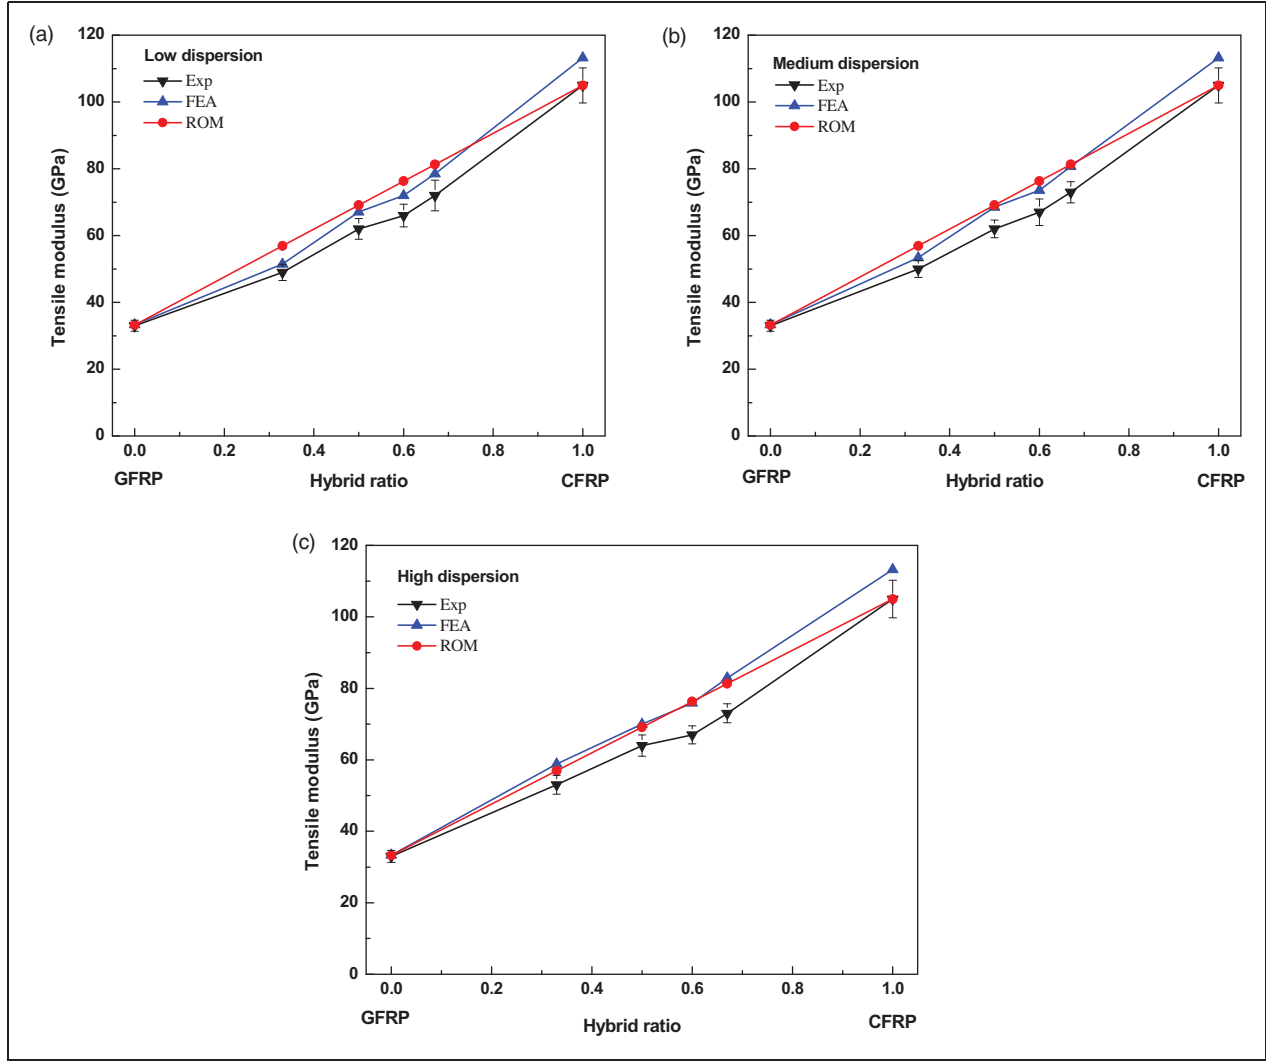 (a)
Low dispersion
Exp
FEA
ROM
Tensile modulus (GPa)
120
100
80
60
40
20
0
0.0 0.2 0.4 0.6 0.8 1.0
GFRP Hybrid ratio CFRP
(b)
Medium dispersion
Exp
FEA
ROM
Tensile modulus (GPa)
120
100
80
60
40
20
0
0.0 0.2 0.4 0.6 0.8 1.0
GFRP Hybrid ratio CFRP
(c)
High dispersion
Exp
FEA
ROM
Tensile modulus (GPa)
120
100
80
60
40
20
0
0.0 0.2 0.4 0.6 0.8 1.0
GFRP Hybrid ratio CFRP